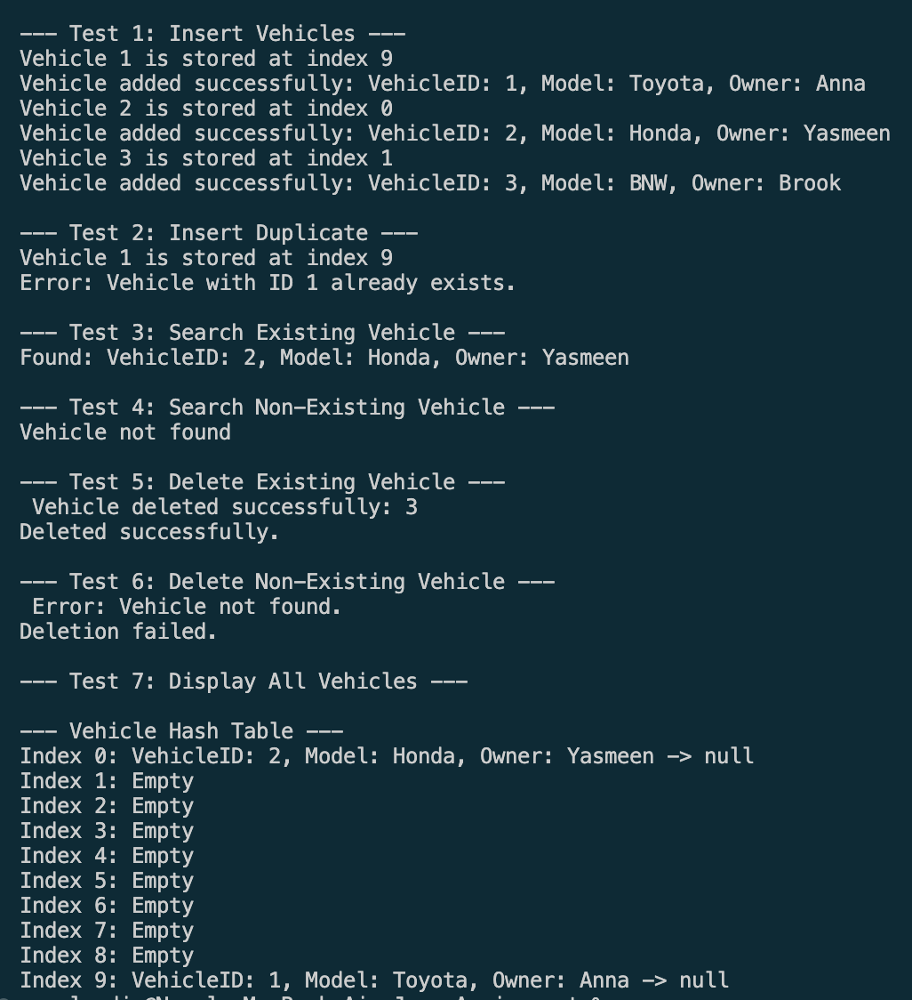 --- Test 1: Insert Vehicles ---
Vehicle 1 is stored at index 9
Vehicle added successfully: VehicleID: 1, Model: Toyota, Owner: Anna
Vehicle 2 is stored at index 0
Vehicle added successfully: VehicleID: 2, Model: Honda, Owner: Yasmeen
Vehicle 3 is stored at index 1
Vehicle added successfully: VehicleID: 3, Model: BNW, Owner: Brook

--- Test 2: Insert Duplicate ---
Vehicle 1 is stored at index 9
Error: Vehicle with ID 1 already exists.

--- Test 3: Search Existing Vehicle ---
Found: VehicleID: 2, Model: Honda, Owner: Yasmeen

--- Test 4: Search Non-Existing Vehicle ---
Vehicle not found

--- Test 5: Delete Existing Vehicle ---
 Vehicle deleted successfully: 3
Deleted successfully.

--- Test 6: Delete Non-Existing Vehicle ---
 Error: Vehicle not found.
Deletion failed.

--- Test 7: Display All Vehicles ---

--- Vehicle Hash Table ---
Index 0: VehicleID: 2, Model: Honda, Owner: Yasmeen -> null
Index 1: Empty
Index 2: Empty
Index 3: Empty
Index 4: Empty
Index 5: Empty
Index 6: Empty
Index 7: Empty
Index 8: Empty
Index 9: VehicleID: 1, Model: Toyota, Owner: Anna -> null